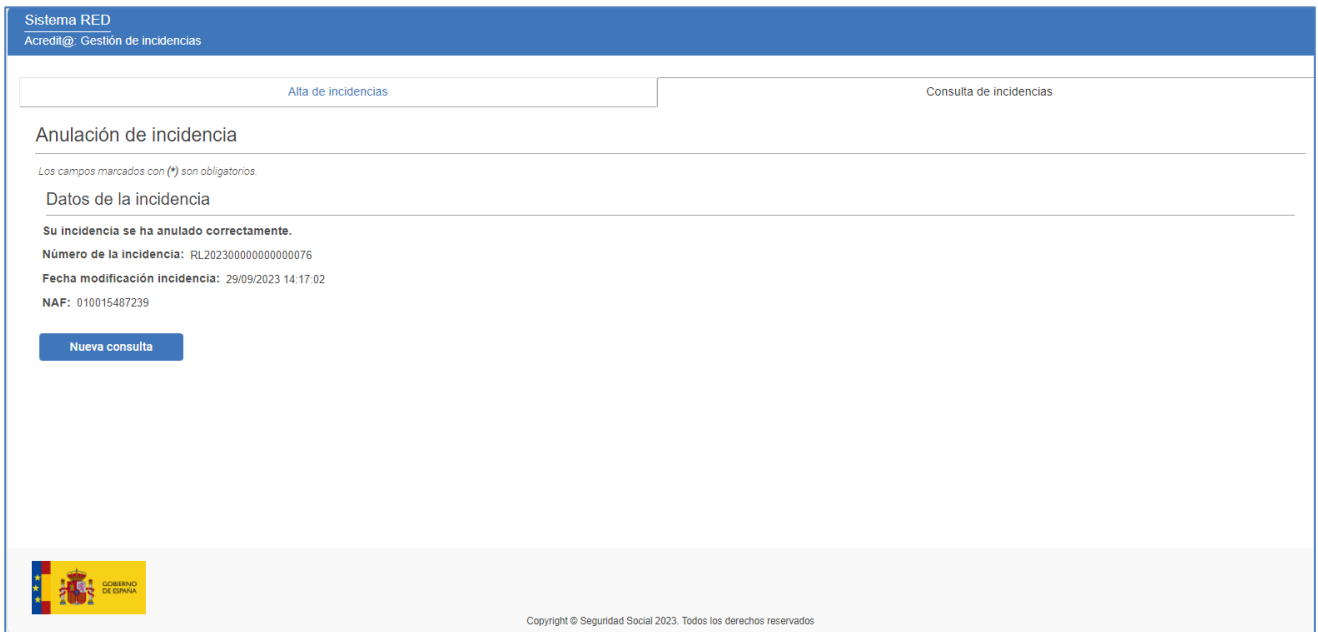 Sistema RED
Acredit@: Gestión de incidencias
Alta de incidencias
Consulta de incidencias
Anulación de incidencia
Los campos marcados con (*) son obligatorios.
Datos de la incidencia
Su incidencia se ha anulado correctamente.
Número de la incidencia: RL202300000000000076
Fecha modificación incidencia: 29/09/2023 14:17:02
NAF: 010015487239
Nueva consulta
GOBIERNO
DE ESPAÑA
Copyright © Seguridad Social 2023. Todos los derechos reservados